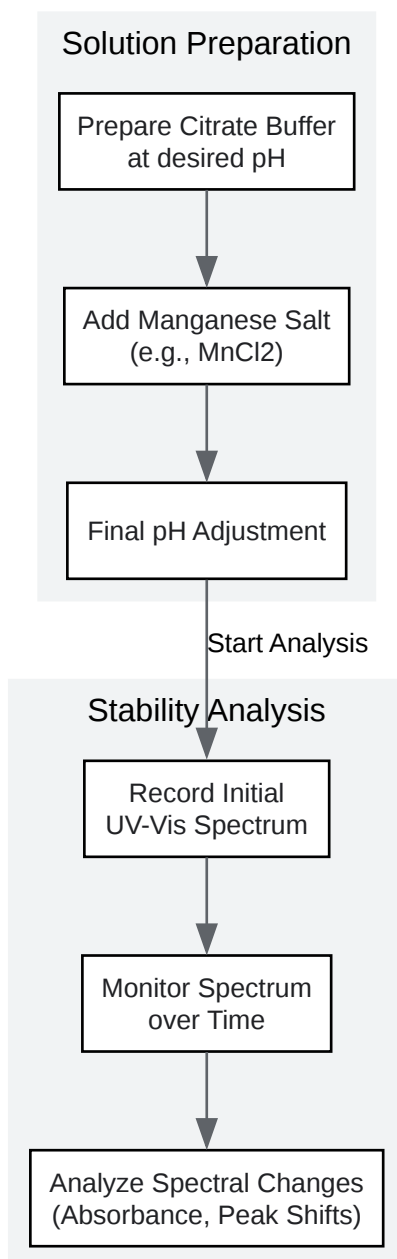 Solution Preparation
Prepare Citrate Buffer
at desired pH
Add Manganese Salt
(e.g., MnCl2)
Final pH Adjustment
Start Analysis
Stability Analysis
Record Initial
UV-Vis Spectrum
Monitor Spectrum
over Time
Analyze Spectral Changes
(Absorbance, Peak Shifts)